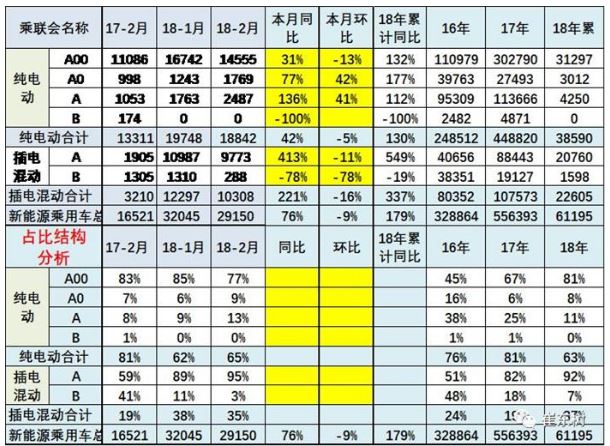 乘联会名称 17-2月 18-1月 18-2月 本月同比 本月环比 18年累计同比 16年 17年 18年累
纯电动 A00 11086 16742 14555 31% -13% 132% 110979 302790 31297
A0 998 1243 1769 77% 42% 177% 39763 27493 3012
A 1053 1763 2487 136% 41% 112% 95309 113666 4250
B 174 0 0 -100% -100% 2482 4871 0
纯电动合计 13311 19748 18842 42% -5% 130% 248512 448820 38590
插电混动 A 1905 10987 9773 413% -11% 549% 40656 88443 20760
B 1305 1310 288 -78% -78% -19% 38351 19127 1598
插电混动合计 3210 12297 10308 221% -16% 337% 80352 107573 22605
新能源乘用车总 16521 32045 29150 76% -9% 179% 328864 556393 61195
占比结构分析 17-2月 18-1月 18-2月 同比 环比 18年累计同比 16年 17年 18年
纯电动 A00 83% 85% 77% 45% 67% 81%
A0 7% 6% 9% 16% 6% 8%
A 8% 9% 13% 38% 25% 11%
B 1% 0% 0% 1% 1% 0%
纯电动合计 81% 62% 65% 76% 81% 63%
插电混动 A 59% 89% 95% 51% 82% 92%
B 41% 11% 3% 48% 18% 7%
插电混动合计 19% 38% 35% 24% 19 37%
新能源乘用车总 16521 32045 29150 76% -9% 179% 328864 556393 61195
崔东树